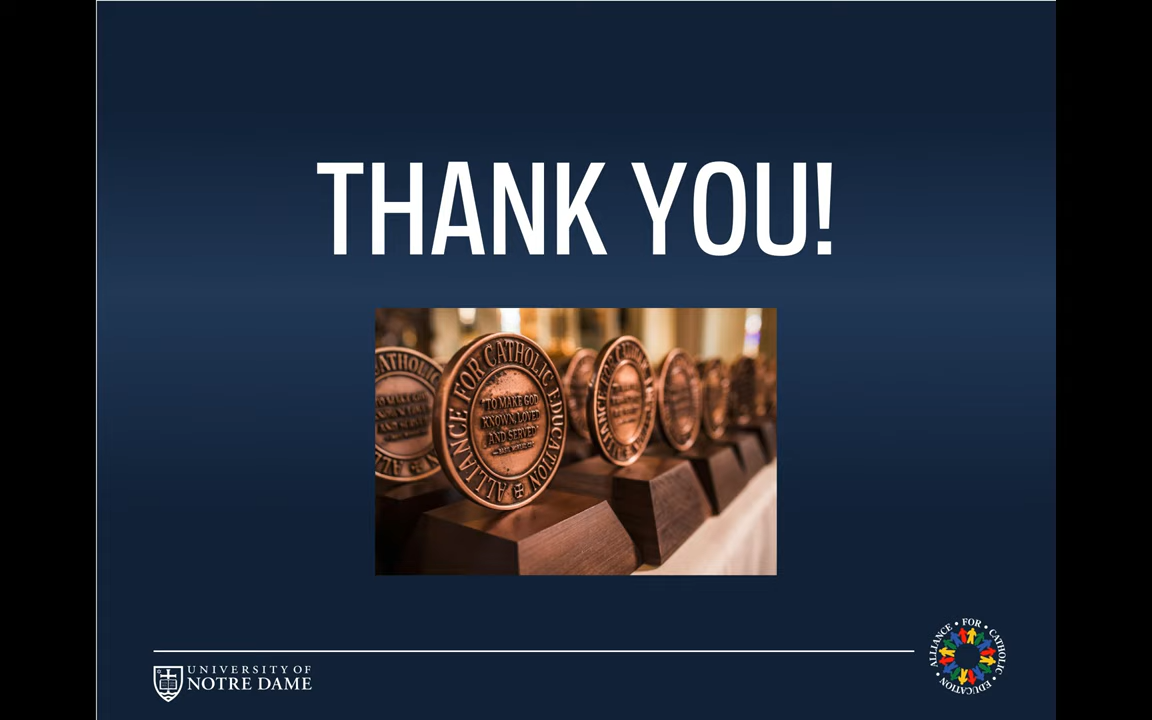 THANK YOU!
CATHOLIC
ALLIANCE FOR CATHOLIC EDUCATION
"TO MAKE GOD
KNOWN LOVED
AND SERVED"
UNIVERSITY OF
NOTRE DAME
ALLIANCE • FOR • CATHOLIC • EDUCATION •